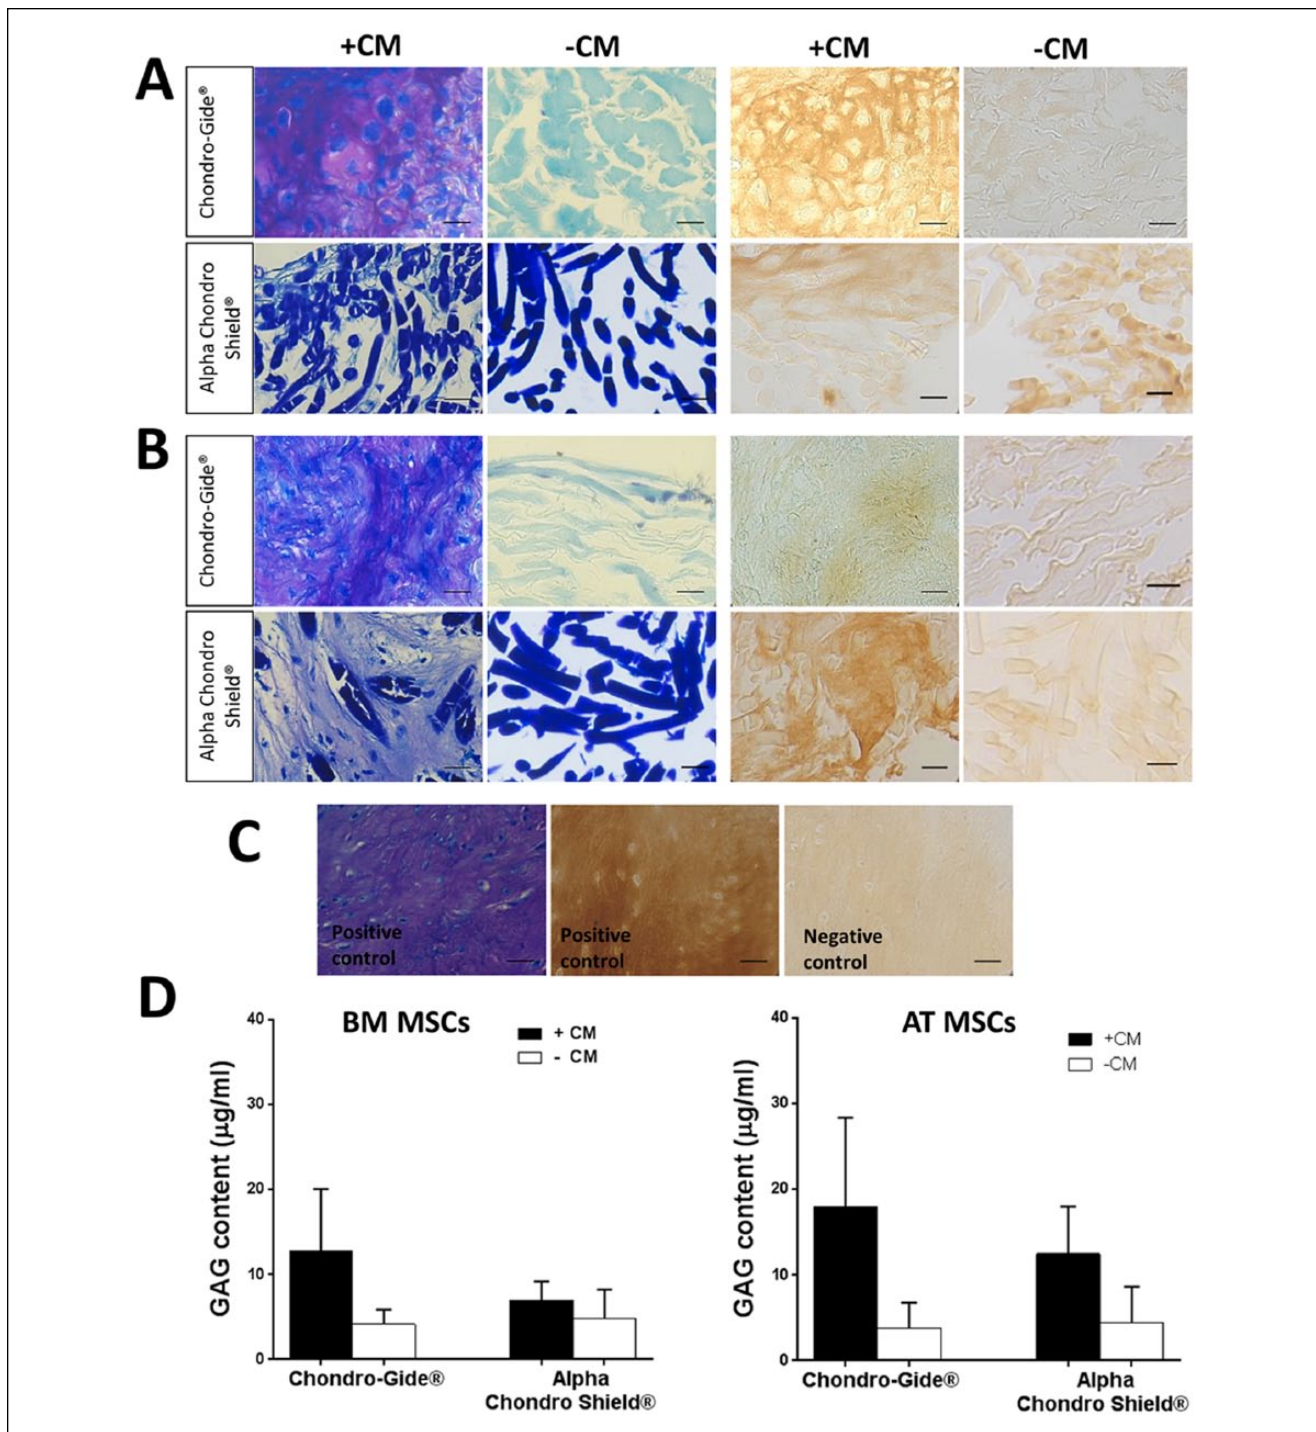 +CM -CM +CM -CM
A
Chondro-Gide®
Alpha Chondro
Shield®
B
Chondro-Gide®
Alpha Chondro
Shield®
C
Positive
control
Positive
control
Negative
control
D
BM MSCs
+ CM
- CM
GAG content (µg/ml)
40
30
20
10
0
Chondro-Gide®
Alpha
Chondro Shield®
AT MSCs
+CM
-CM
GAG content (µg/ml)
40
30
20
10
0
Chondro-Gide®
Alpha
Chondro Shield®